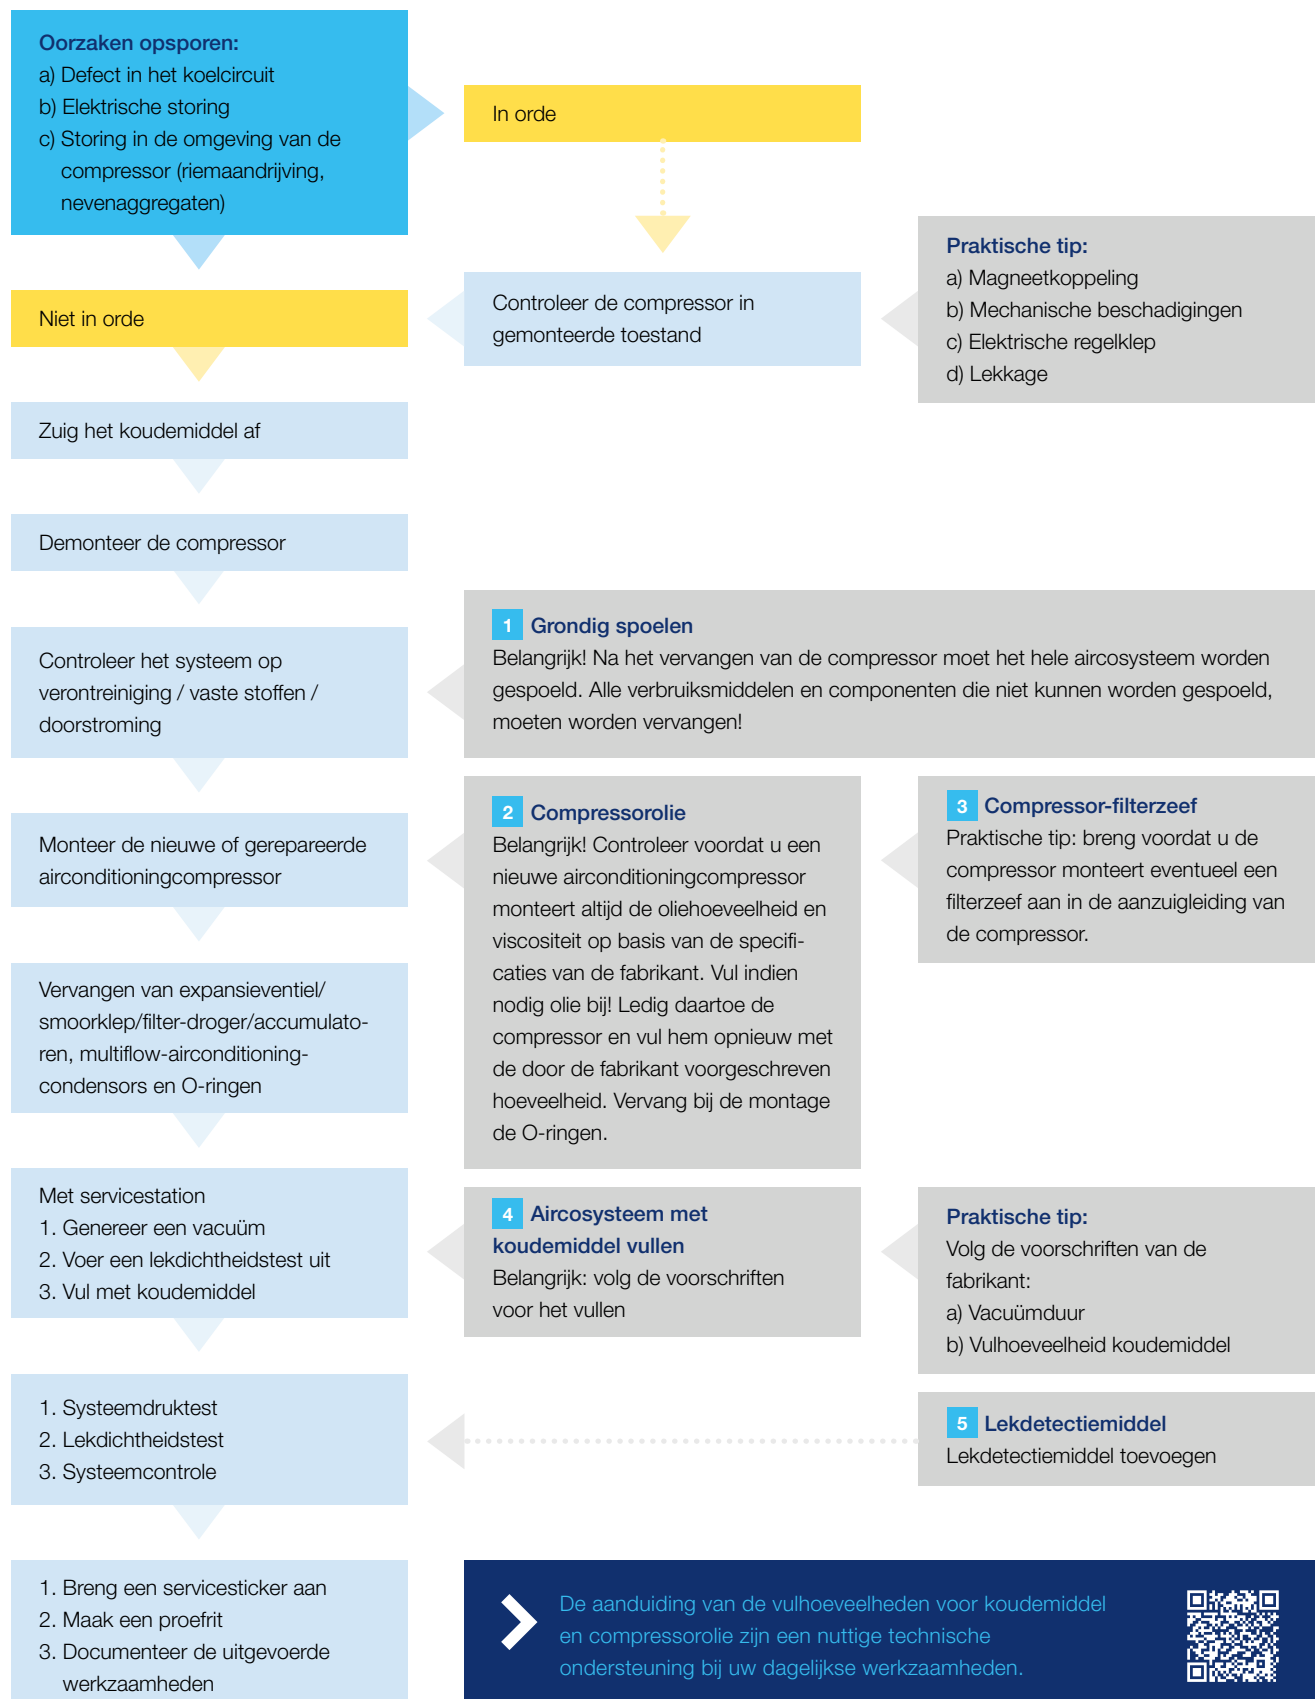 Oorzaken opsporen:
a) Defect in het koelcircuit
b) Elektrische storing
c) Storing in de omgeving van de
compressor (riemaandrijving,
nevenaggregaten)
In orde
Niet in orde
Controleer de compressor in
gemonteerde toestand
Praktische tip:
a) Magneetkoppeling
b) Mechanische beschadigingen
c) Elektrische regelklep
d) Lekkage
Zuig het koudemiddel af
Demonteer de compressor
Controleer het systeem op
verontreiniging / vaste stoffen /
doorstroming
1 Grondig spoelen
Belangrijk! Na het vervangen van de compressor moet het hele aircosysteem worden
gespoeld. Alle verbruiksmiddelen en componenten die niet kunnen worden gespoeld,
moeten worden vervangen!
Monteer de nieuwe of gerepareerde
airconditioningcompressor
2 Compressorolie
Belangrijk! Controleer voordat u een
nieuwe airconditioningcompressor
monteert altijd de oliehoeveelheid en
viscositeit op basis van de specifi-
caties van de fabrikant. Vul indien
nodig olie bij! Ledig daartoe de
compressor en vul hem opnieuw met
de door de fabrikant voorgeschreven
hoeveelheid. Vervang bij de montage
de O-ringen.
3 Compressor-filterzeef
Praktische tip: breng voordat u de
compressor monteert eventueel een
filterzeef aan in de aanzuigleiding van
de compressor.
Vervangen van expansieventiel/
smoorklep/filter-droger/accumulato-
ren, multiflow-airconditioning-
condensors en O-ringen
Met servicestation
1. Genereer een vacuüm
2. Voer een lekdichtheidstest uit
3. Vul met koudemiddel
4 Aircosysteem met
koudemiddel vullen
Belangrijk: volg de voorschriften
voor het vullen
Praktische tip:
Volg de voorschriften van de
fabrikant:
a) Vacuümduur
b) Vulhoeveelheid koudemiddel
1. Systeemdruktest
2. Lekdichtheidstest
3. Systeemcontrole
5 Lekdetectiemiddel
Lekdetectiemiddel toevoegen
1. Breng een servicesticker aan
2. Maak een proefrit
3. Documenteer de uitgevoerde
werkzaamheden
De aanduiding van de vulhoeveelheden voor koudemiddel
en compressorolie zijn een nuttige technische
ondersteuning bij uw dagelijkse werkzaamheden.